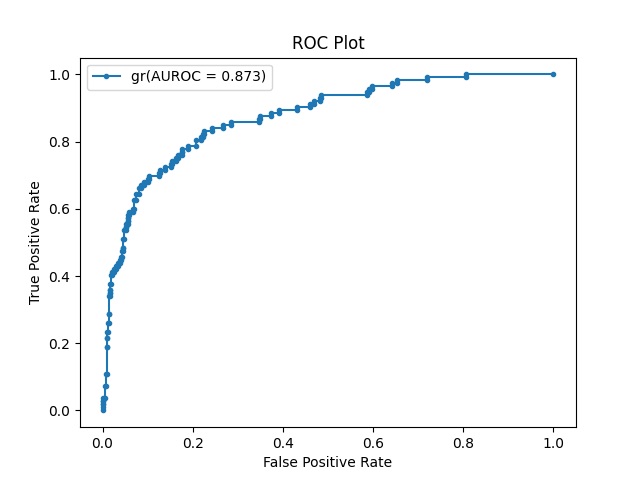 ROC Plot
gr(AUROC = 0.873)
1.0
0.8
0.6
0.4
0.2
0.0
True Positive Rate
0.0 0.2 0.4 0.6 0.8 1.0
False Positive Rate